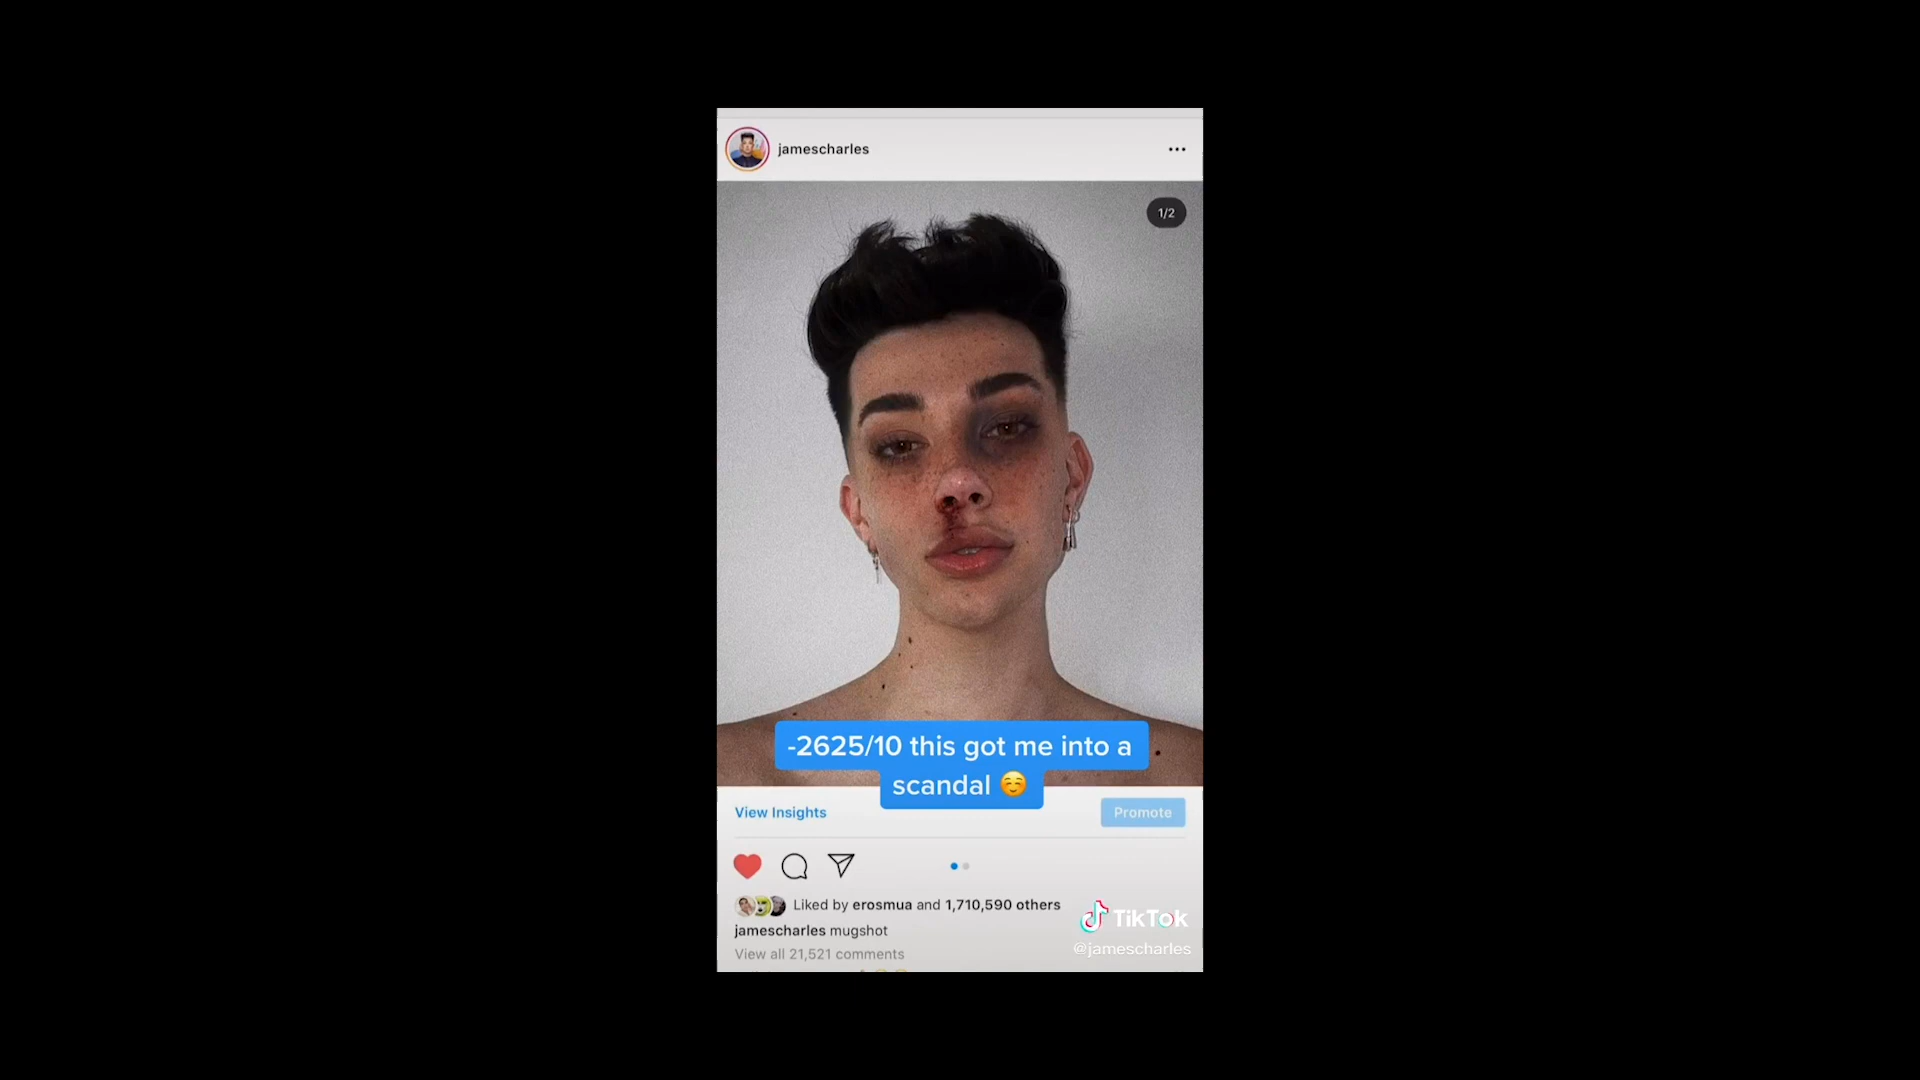 jamescharles
1/2
-2625/10 this got me into a
scandal ☺️
View Insights
Promote
Liked by erosmua and 1,710,590 others
jamescharles mugshot
View all 21,521 comments
TikTok
@jamescharles